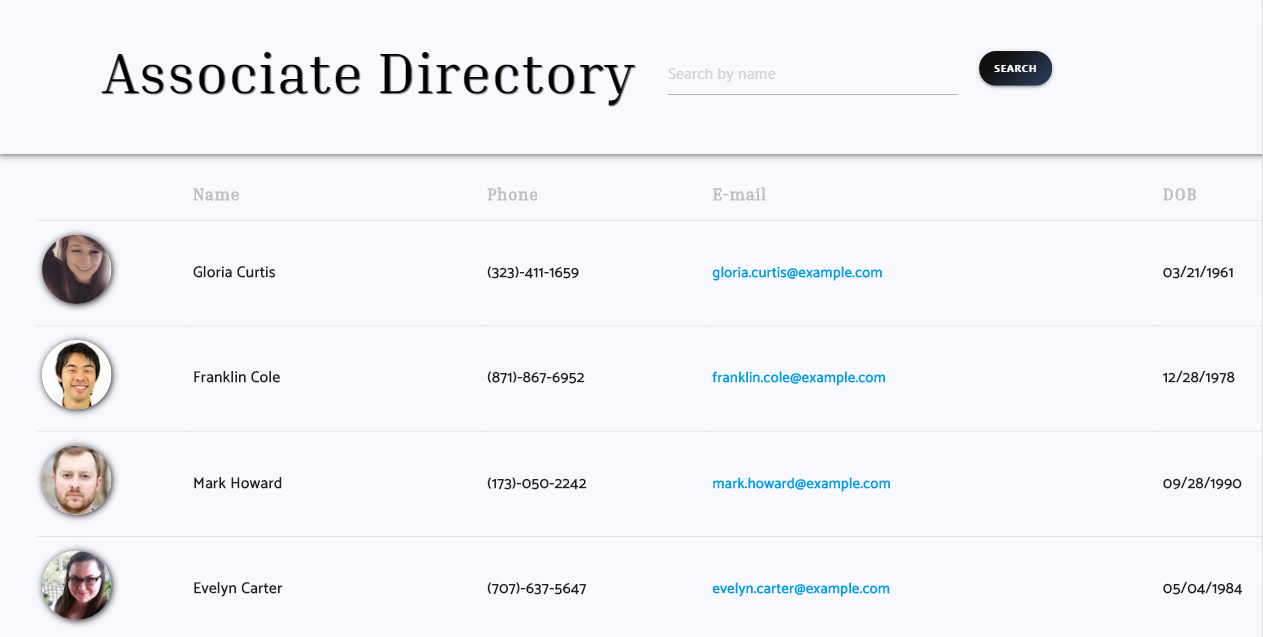 Associate Directory Search by name SEARCH
Name Phone E-mail DOB
Gloria Curtis (323)-411-1659 gloria.curtis@example.com 03/21/1961
Franklin Cole (871)-867-6952 franklin.cole@example.com 12/28/1978
Mark Howard (173)-050-2242 mark.howard@example.com 09/28/1990
Evelyn Carter (707)-637-5647 evelyn.carter@example.com 05/04/1984